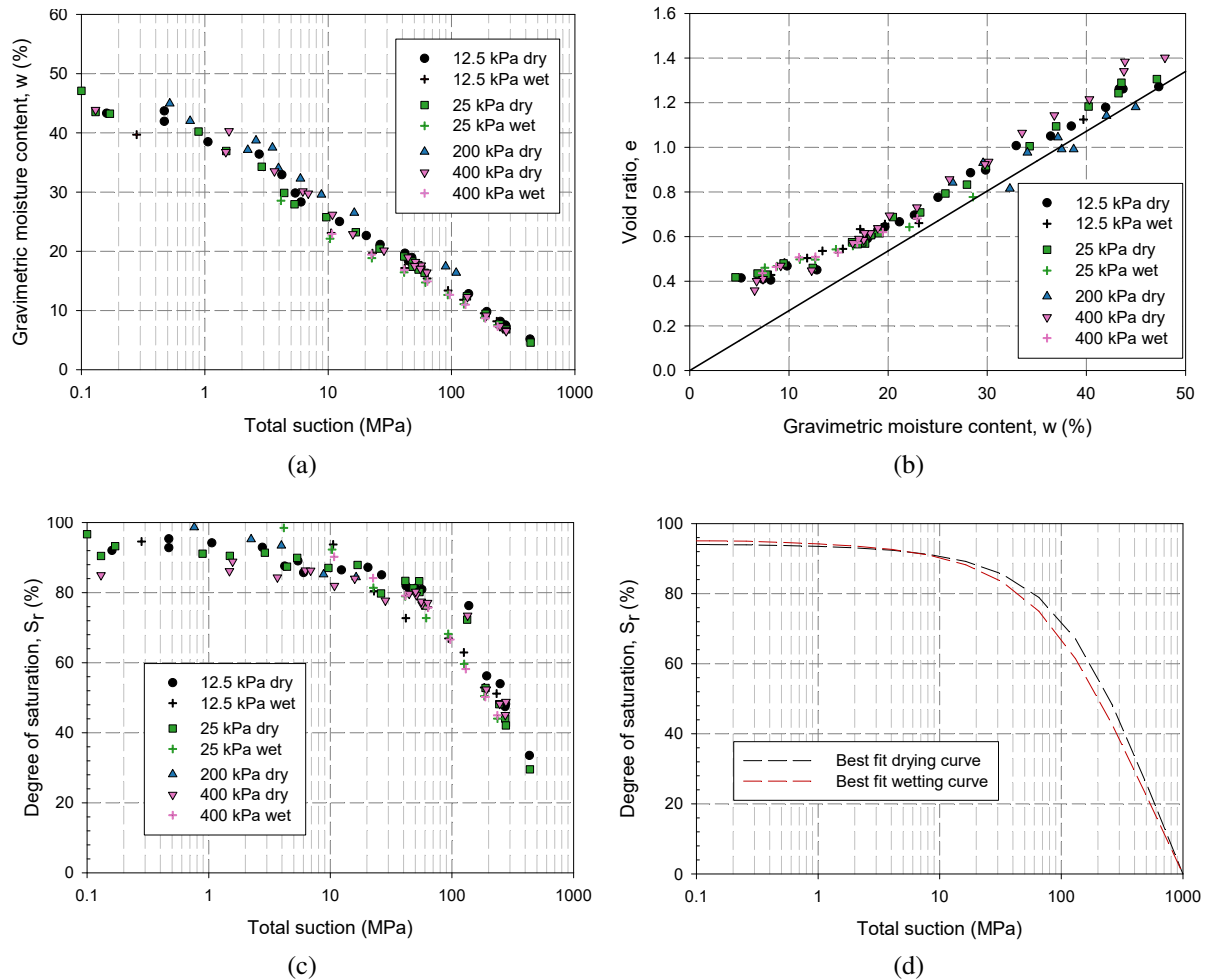 60
50
40
30
20
10
0
0.1 1 10 100 1000
Gravimetric moisture content, w (%)
Total suction (MPa)
12.5 kPa dry
12.5 kPa wet
25 kPa dry
25 kPa wet
200 kPa dry
400 kPa dry
400 kPa wet
(a)
1.6
1.4
1.2
1.0
0.8
0.6
0.4
0.2
0.0
0 10 20 30 40 50
Void ratio, e
Gravimetric moisture content, w (%)
12.5 kPa dry
12.5 kPa wet
25 kPa dry
25 kPa wet
200 kPa dry
400 kPa dry
400 kPa wet
(b)
100
80
60
40
20
0
0.1 1 10 100 1000
Degree of saturation, Sr (%)
Total suction (MPa)
12.5 kPa dry
12.5 kPa wet
25 kPa dry
25 kPa wet
200 kPa dry
400 kPa dry
400 kPa wet
(c)
100
80
60
40
20
0
0.1 1 10 100 1000
Degree of saturation, Sr (%)
Total suction (MPa)
Best fit drying curve
Best fit wetting curve
(d)